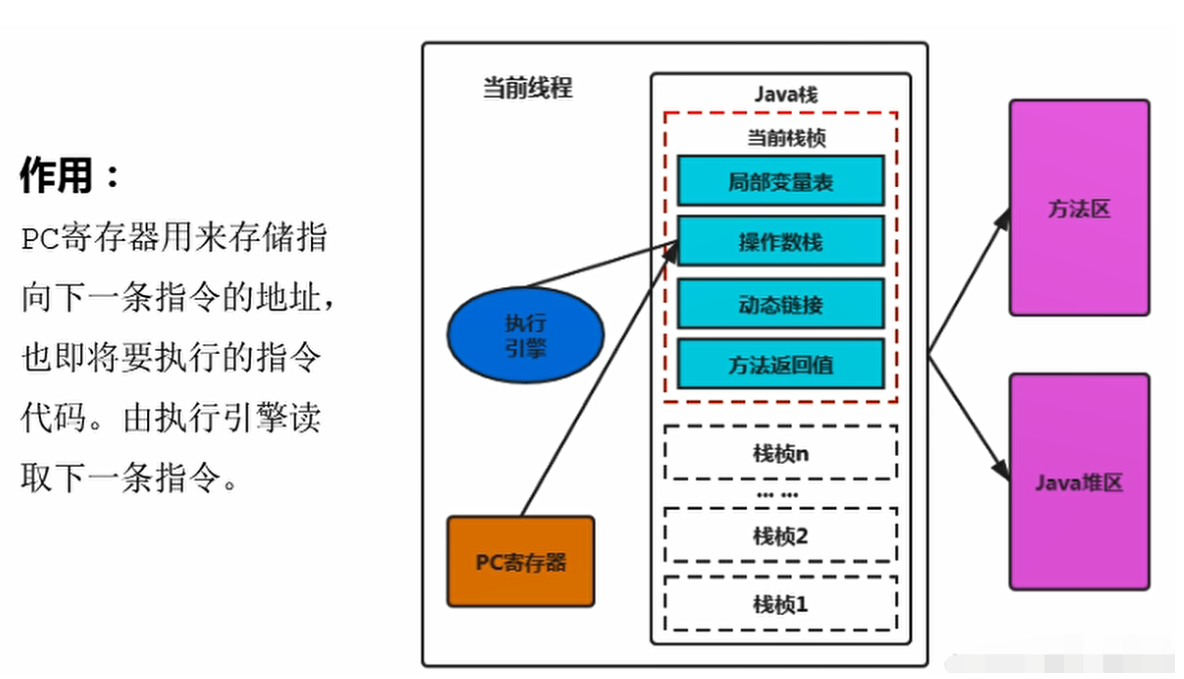 作用：
PC寄存器用来存储指
向下一条指令的地址，
也即将要执行的指令
代码。由执行引擎读
取下一条指令。
当前线程
Java栈
当前栈桢
局部变量表
操作数栈
动态链接
方法返回值
栈桢n
... ...
栈桢2
栈桢1
执行
引擎
PC寄存器
方法区
Java堆区